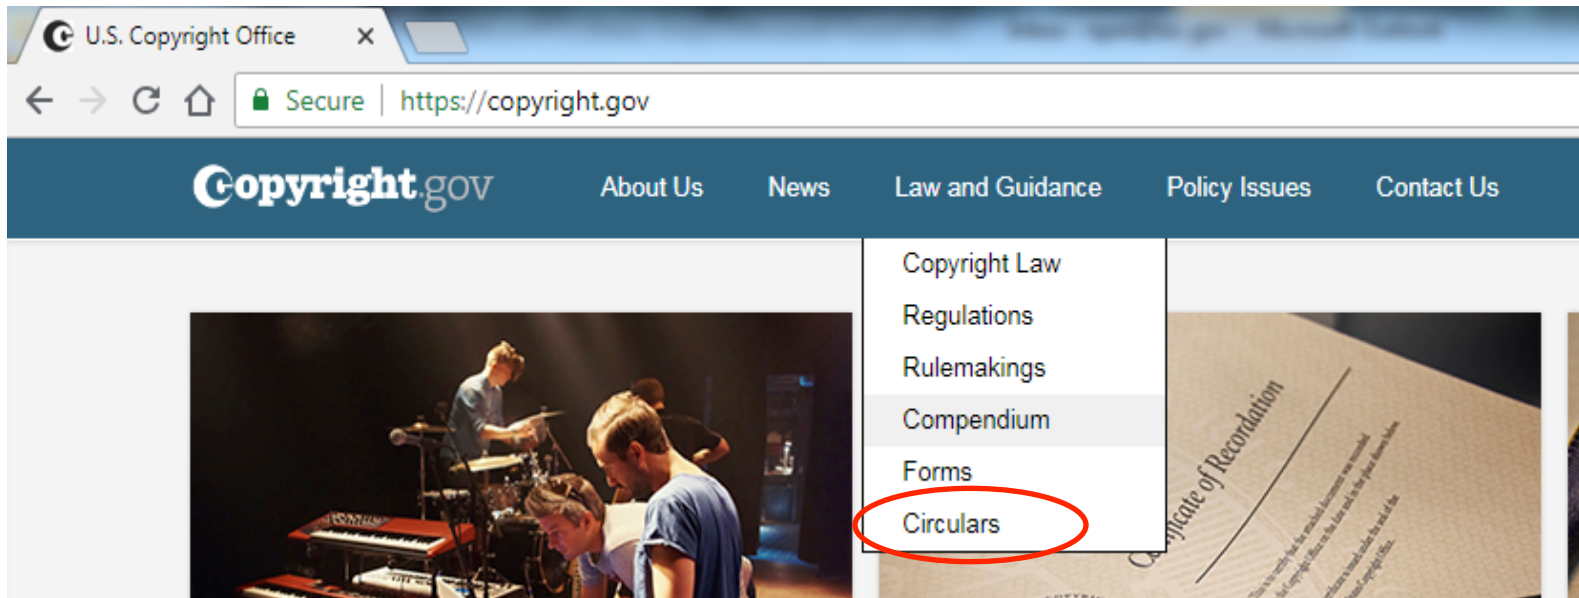 U.S. Copyright Office
Secure
https://copyright.gov
Copyright.gov
About Us
News
Law and Guidance
Policy Issues
Contact Us
Copyright Law
Regulations
Rulemakings
Compendium
Forms
Circulars
Certificate of Recordation